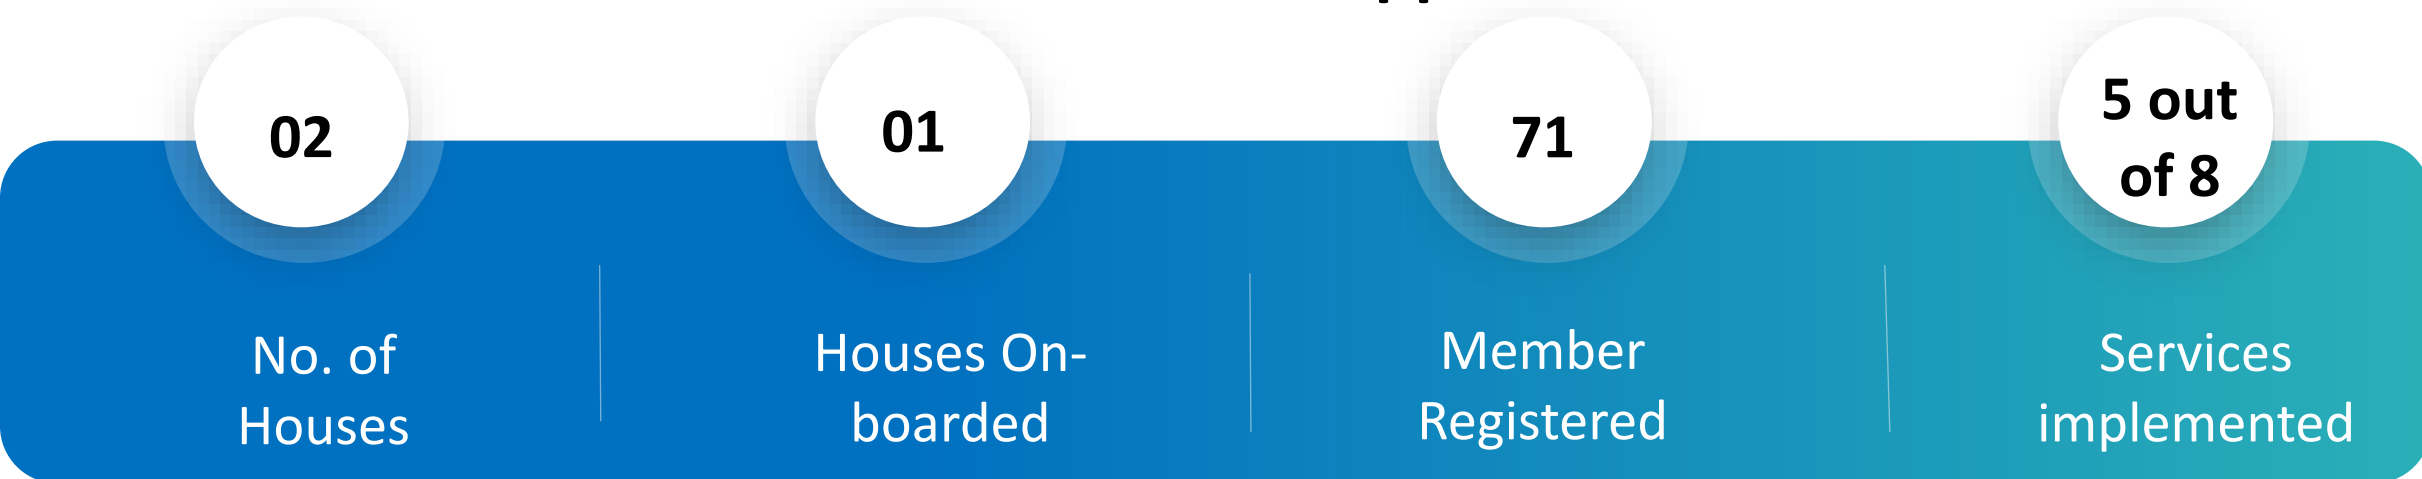 02
01
71
5 out
of 8
No. of
Houses
Houses On-
boarded
Member
Registered
Services
implemented